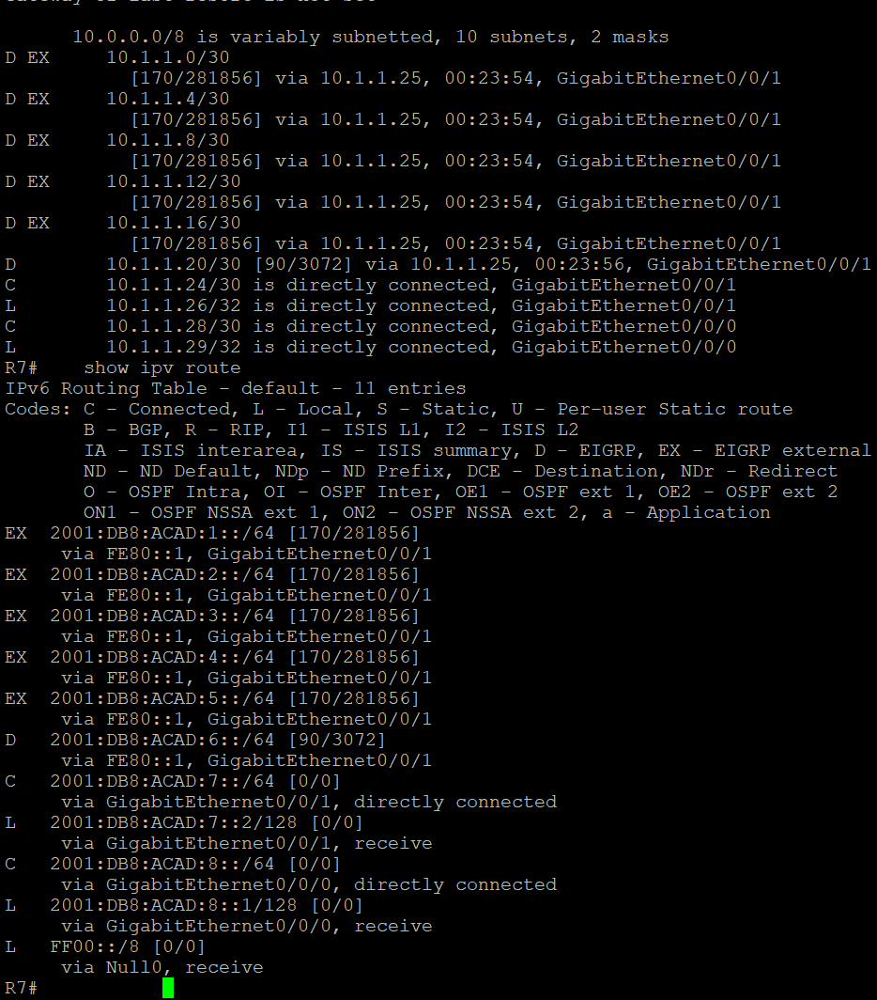 Gateway of last resort is not set
      10.0.0.0/8 is variably subnetted, 10 subnets, 2 masks
D EX     10.1.1.0/30
           [170/281856] via 10.1.1.25, 00:23:54, GigabitEthernet0/0/1
D EX     10.1.1.4/30
           [170/281856] via 10.1.1.25, 00:23:54, GigabitEthernet0/0/1
D EX     10.1.1.8/30
           [170/281856] via 10.1.1.25, 00:23:54, GigabitEthernet0/0/1
D EX     10.1.1.12/30
           [170/281856] via 10.1.1.25, 00:23:54, GigabitEthernet0/0/1
D EX     10.1.1.16/30
           [170/281856] via 10.1.1.25, 00:23:54, GigabitEthernet0/0/1
D        10.1.1.20/30 [90/3072] via 10.1.1.25, 00:23:56, GigabitEthernet0/0/1
C        10.1.1.24/30 is directly connected, GigabitEthernet0/0/1
L        10.1.1.26/32 is directly connected, GigabitEthernet0/0/1
C        10.1.1.28/30 is directly connected, GigabitEthernet0/0/0
L        10.1.1.29/32 is directly connected, GigabitEthernet0/0/0
R7#    show ipv route
IPv6 Routing Table - default - 11 entries
Codes: C - Connected, L - Local, S - Static, U - Per-user Static route
       B - BGP, R - RIP, I1 - ISIS L1, I2 - ISIS L2
       IA - ISIS interarea, IS - ISIS summary, D - EIGRP, EX - EIGRP external
       ND - ND Default, NDp - ND Prefix, DCE - Destination, NDr - Redirect
       O - OSPF Intra, OI - OSPF Inter, OE1 - OSPF ext 1, OE2 - OSPF ext 2
       ON1 - OSPF NSSA ext 1, ON2 - OSPF NSSA ext 2, a - Application
EX  2001:DB8:ACAD:1::/64 [170/281856]
     via FE80::1, GigabitEthernet0/0/1
EX  2001:DB8:ACAD:2::/64 [170/281856]
     via FE80::1, GigabitEthernet0/0/1
EX  2001:DB8:ACAD:3::/64 [170/281856]
     via FE80::1, GigabitEthernet0/0/1
EX  2001:DB8:ACAD:4::/64 [170/281856]
     via FE80::1, GigabitEthernet0/0/1
EX  2001:DB8:ACAD:5::/64 [170/281856]
     via FE80::1, GigabitEthernet0/0/1
D   2001:DB8:ACAD:6::/64 [90/3072]
     via FE80::1, GigabitEthernet0/0/1
C   2001:DB8:ACAD:7::/64 [0/0]
     via GigabitEthernet0/0/1, directly connected
L   2001:DB8:ACAD:7::2/128 [0/0]
     via GigabitEthernet0/0/1, receive
C   2001:DB8:ACAD:8::/64 [0/0]
     via GigabitEthernet0/0/0, directly connected
L   2001:DB8:ACAD:8::1/128 [0/0]
     via GigabitEthernet0/0/0, receive
L   FF00::/8 [0/0]
     via Null0, receive
R7#